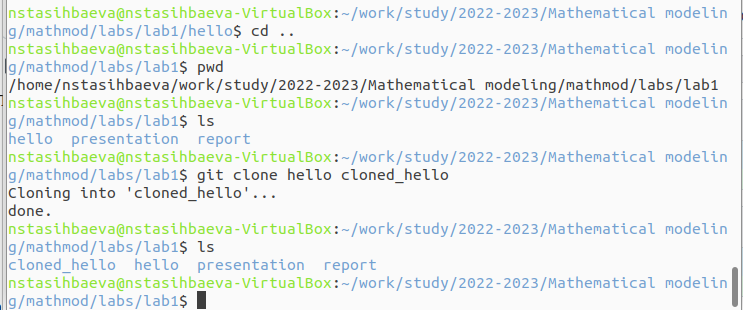 nstasihbaeva@nstasihbaeva-VirtualBox:~/work/study/2022-2023/Mathematical modelin
g/mathmod/labs/lab1/hello$ cd ..
nstasihbaeva@nstasihbaeva-VirtualBox:~/work/study/2022-2023/Mathematical modelin
g/mathmod/labs/lab1$ pwd
/home/nstasihbaeva/work/study/2022-2023/Mathematical modeling/mathmod/labs/lab1
nstasihbaeva@nstasihbaeva-VirtualBox:~/work/study/2022-2023/Mathematical modelin
g/mathmod/labs/lab1$ ls
hello  presentation  report
nstasihbaeva@nstasihbaeva-VirtualBox:~/work/study/2022-2023/Mathematical modelin
g/mathmod/labs/lab1$ git clone hello cloned_hello
Cloning into 'cloned_hello'...
done.
nstasihbaeva@nstasihbaeva-VirtualBox:~/work/study/2022-2023/Mathematical modelin
g/mathmod/labs/lab1$ ls
cloned_hello  hello  presentation  report
nstasihbaeva@nstasihbaeva-VirtualBox:~/work/study/2022-2023/Mathematical modelin
g/mathmod/labs/lab1$